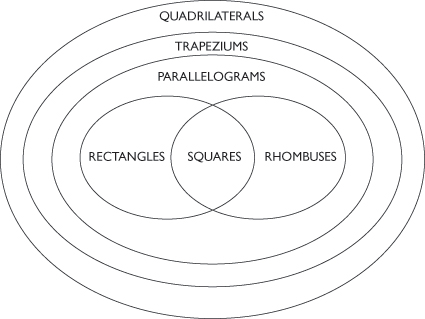 QUADRILATERALS
TRAPEZIUMS
PARALLELOGRAMS
RECTANGLES SQUARES RHOMBUSES